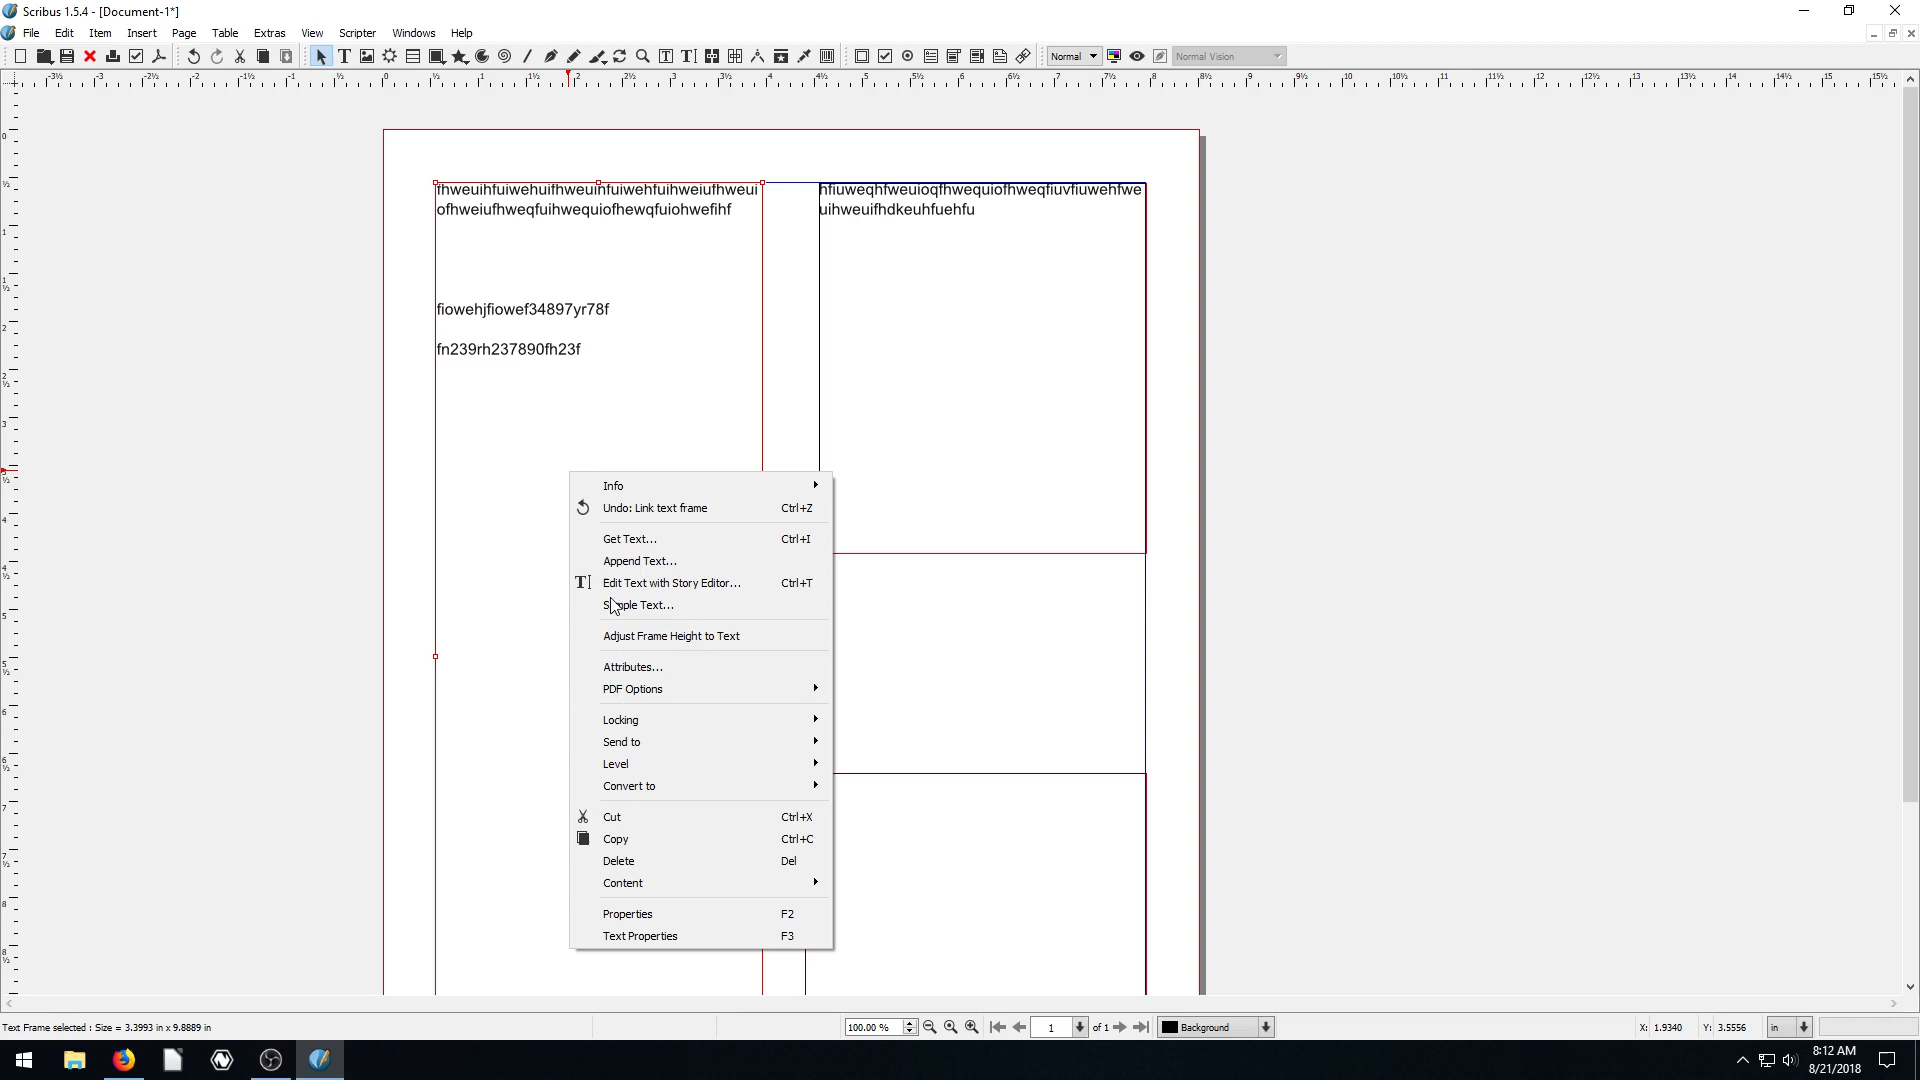 Scribus 1.5.4 - [Document-1*]
File Edit Item Insert Page Table Extras View Scripter Windows Help
Normal Normal Vision
fhweuihfuiwehuifhweuihfuiwehfuihweiufhweui
ofhweiufhweqfuihwequiofhewqfuiohwefihf
fiowehjfiowef34897yr78f
fn239rh237890fh23f
hfiuweqhfweuioqfhwequiofhweqfiuvfiuwehfwe
uihweuifhdkeuhfuehfu
Info
Undo: Link text frame Ctrl+Z
Get Text... Ctrl+I
Append Text...
Edit Text with Story Editor... Ctrl+T
Sample Text...
Adjust Frame Height to Text
Attributes...
PDF Options
Locking
Send to
Level
Convert to
Cut Ctrl+X
Copy Ctrl+C
Delete Del
Content
Properties F2
Text Properties F3
Text Frame selected : Size = 3.3993 in x 9.8889 in
100.00 % 1 of 1 Background X: 1.9340 Y: 3.5556 in
8:12 AM
8/21/2018